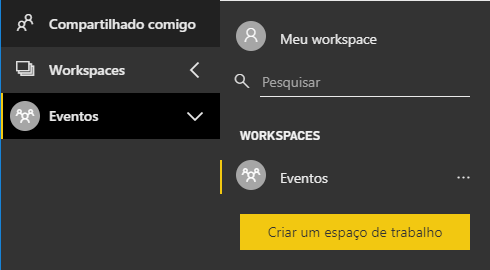 Compartilhado comigo
Workspaces
Eventos
Meu workspace
Pesquisar
WORKSPACES
Eventos
Criar um espaço de trabalho